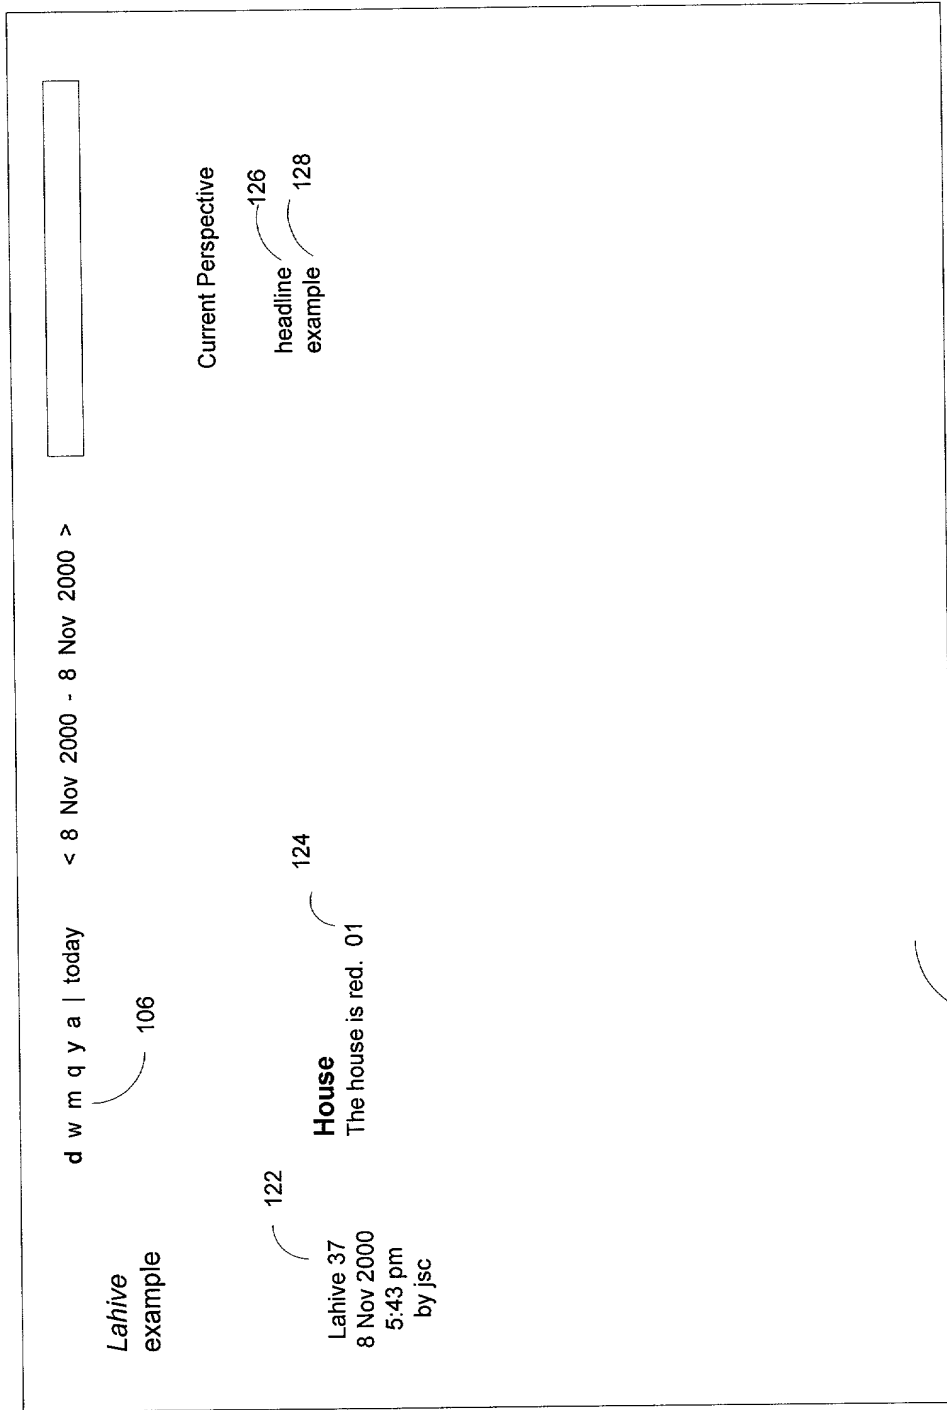 d w m q y a | today < 8 Nov 2000 - 8 Nov 2000 >
106
Lahive
example
Current Perspective
126
headline
128
example
122
124
Lahive 37
8 Nov 2000
5:43 pm
by jsc
House
The house is red. 01